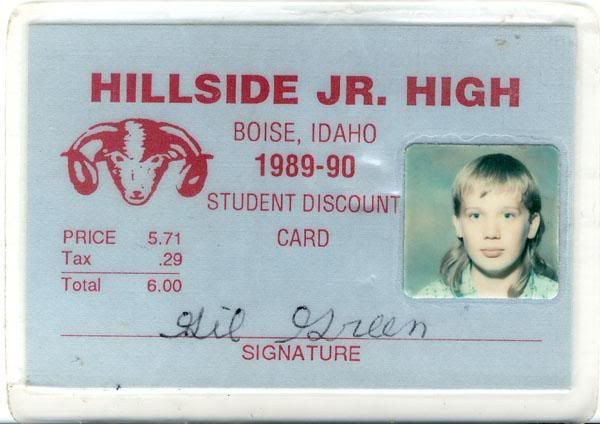 HILLSIDE JR. HIGH
BOISE, IDAHO
1989-90
STUDENT DISCOUNT
CARD
PRICE 5.71
Tax .29
Total 6.00
Gil Green
SIGNATURE